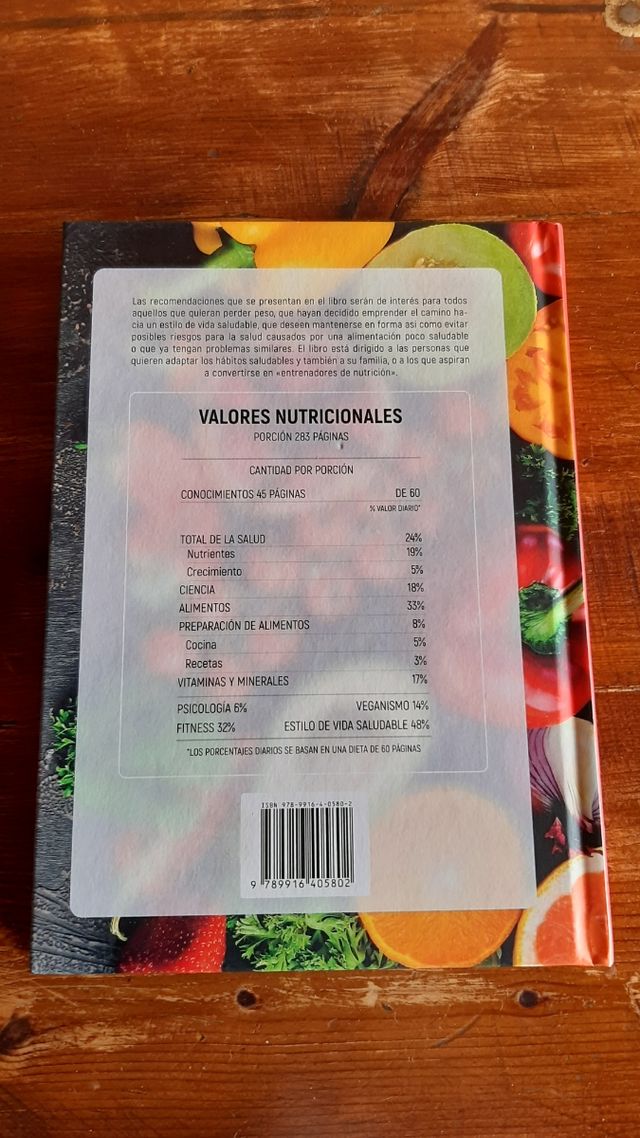 Las recomendaciones que se presentan en el libro serán de interés para todos
aquellos que quieran perder peso, que hayan decidido emprender el camino ha-
cia un estilo de vida saludable, que deseen mantenerse en forma asi como evitar
posibles riesgos para la salud causados por una alimentación poco saludable
o que ya tengan problemas similares. El libro está dirigido a las personas que
quieren adaptar los hábitos saludables y también a su familia, o a los que aspiran
a convertirse en «entrenadores de nutrición».
VALORES NUTRICIONALES
PORCIÓN 283 PÁGINAS
CANTIDAD POR PORCIÓN
CONOCIMIENTOS 45 PÁGINAS DE 60
% VALOR DIARIO*
TOTAL DE LA SALUD 24%
Nutrientes 19%
Crecimiento 5%
CIENCIA 18%
ALIMENTOS 33%
PREPARACIÓN DE ALIMENTOS 8%
Cocina 5%
Recetas 3%
VITAMINAS Y MINERALES 17%
PSICOLOGÍA 6% VEGANISMO 14%
FITNESS 32% ESTILO DE VIDA SALUDABLE 48%
*LOS PORCENTAJES DIARIOS SE BASAN EN UNA DIETA DE 60 PÁGINAS
ISBN 978-9916-4-0580-2
9 789916 405802